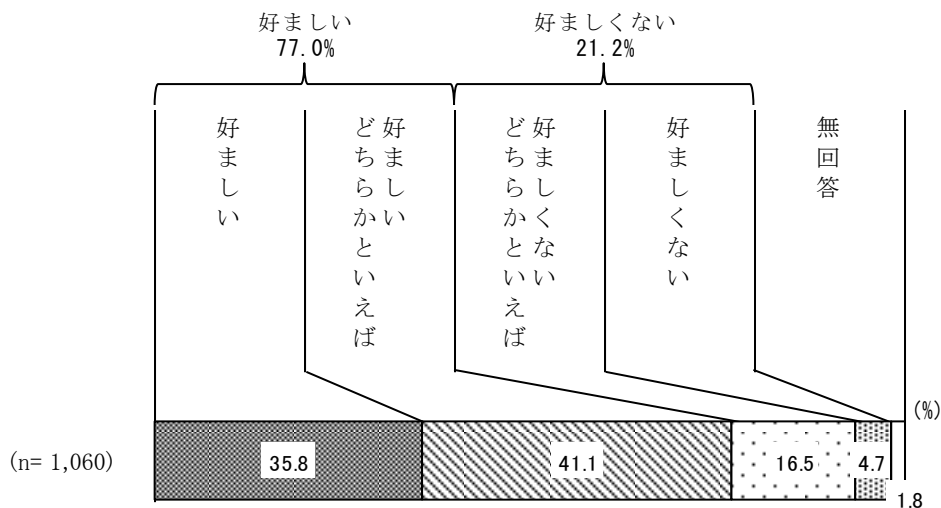 好ましい
77.0%
好ましくない
21.2%
好ましい
どちらかといえば
好ましい
どちらかといえば
好ましくない
好ましくない
無回答
(%)
(n= 1,060)
35.8
41.1
16.5
4.7
1.8